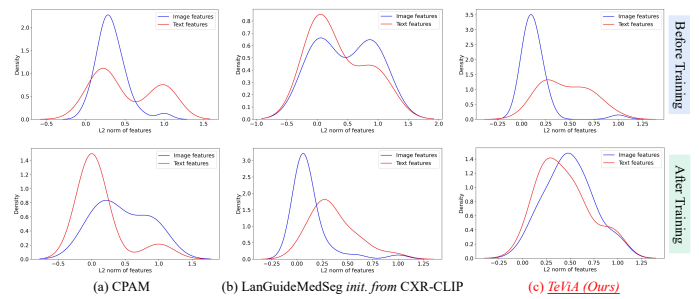 Image features
Text features
2.0
1.5
1.0
0.5
0.0
Density
−0.5 0.0 0.5 1.0 1.5
L2 norm of features
Image features
Text features
0.8
0.6
0.4
0.2
0.0
Density
−1.0 −0.5 0.0 0.5 1.0 1.5 2.0
L2 norm of features
Image features
Text features
3.5
3.0
2.5
2.0
1.5
1.0
0.5
0.0
Density
−0.25 0.00 0.25 0.50 0.75 1.00 1.25
L2 norm of features
Before Training
Image features
Text features
1.6
1.4
1.2
1.0
0.8
0.6
0.4
0.2
0.0
Density
−0.5 0.0 0.5 1.0 1.5
L2 norm of features
Image features
Text features
3.0
2.5
2.0
1.5
1.0
0.5
0.0
Density
−0.25 0.00 0.25 0.50 0.75 1.00 1.25
L2 norm of features
Image features
Text features
1.4
1.2
1.0
0.8
0.6
0.4
0.2
0.0
Density
−0.5 0.0 0.5 1.0 1.5
L2 norm of features
After Training
(a) CPAM
(b) LanGuideMedSeg init. from CXR-CLIP
(c) TeViA (Ours)